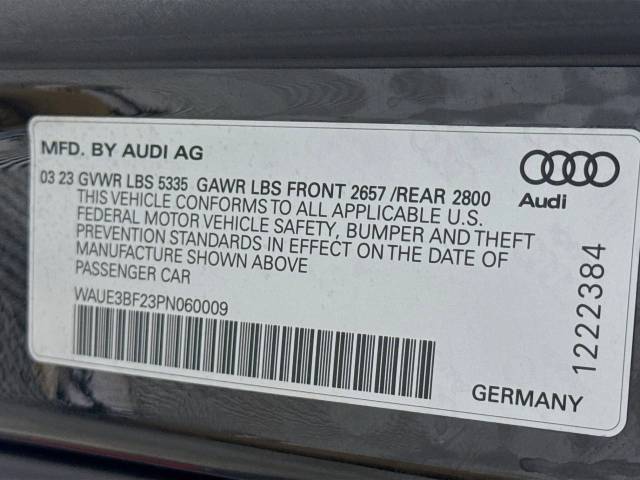 MFD. BY AUDI AG
Audi
03 23 GVWR LBS 5335 GAWR LBS FRONT 2657 /REAR 2800
THIS VEHICLE CONFORMS TO ALL APPLICABLE U.S.
FEDERAL MOTOR VEHICLE SAFETY, BUMPER AND THEFT
PREVENTION STANDARDS IN EFFECT ON THE DATE OF
MANUFACTURE SHOWN ABOVE
PASSENGER CAR
WAUE3BF23PN060009
1222384
GERMANY